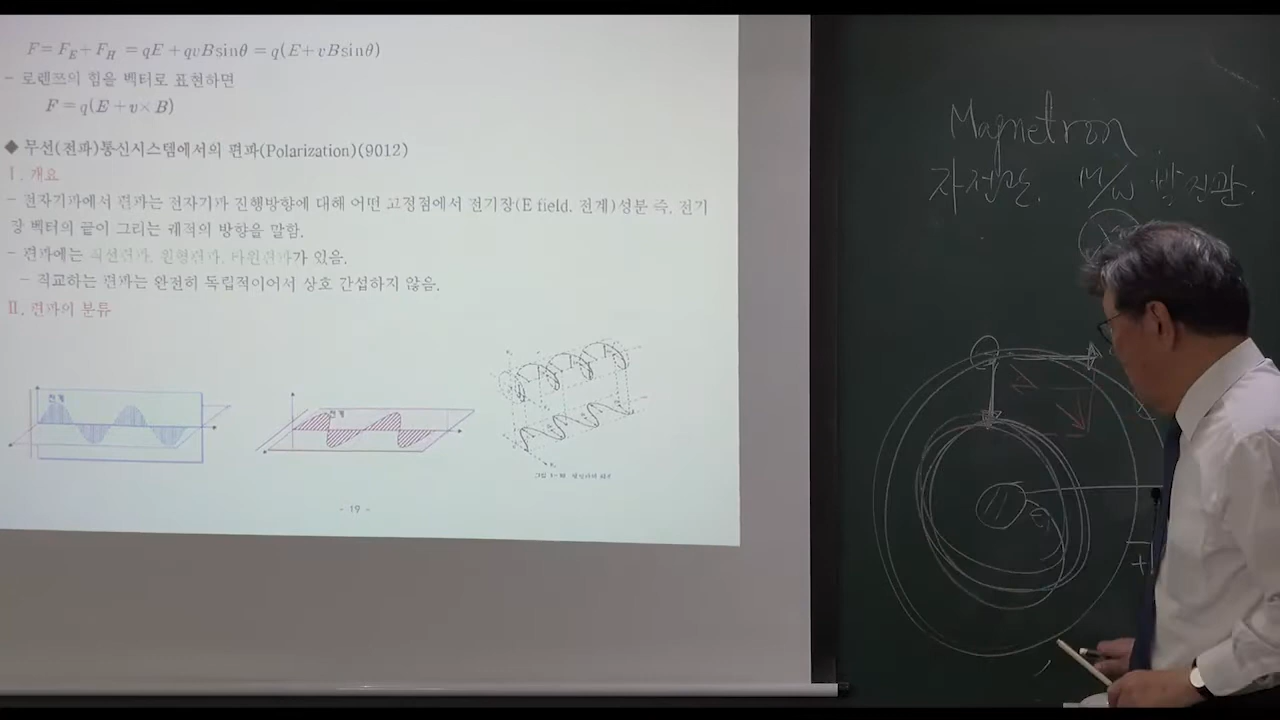 F = F_E + F_H = qE + qvBsinθ = q(E + vBsinθ)
- 로렌쯔의 힘을 벡터로 표현하면
F = q(E + v × B)
◆ 무선(전파)통신시스템에서의 편파(Polarization)(9012)
Ⅰ. 개요
- 전자기파에서 편파는 전자기파 진행방향에 대해 어떤 고정점에서 전기장(E field, 전계)성분 즉, 전기
장 벡터의 끝이 그리는 궤적의 방향을 말함.
- 편파에는 직선편파, 원형편파, 타원편파가 있음.
- 직교하는 편파는 완전히 독립적이어서 상호 간섭하지 않음.
Ⅱ. 편파의 분류
전계
전계
- 19 -
Magnetron
자전관. M/W 발진관.